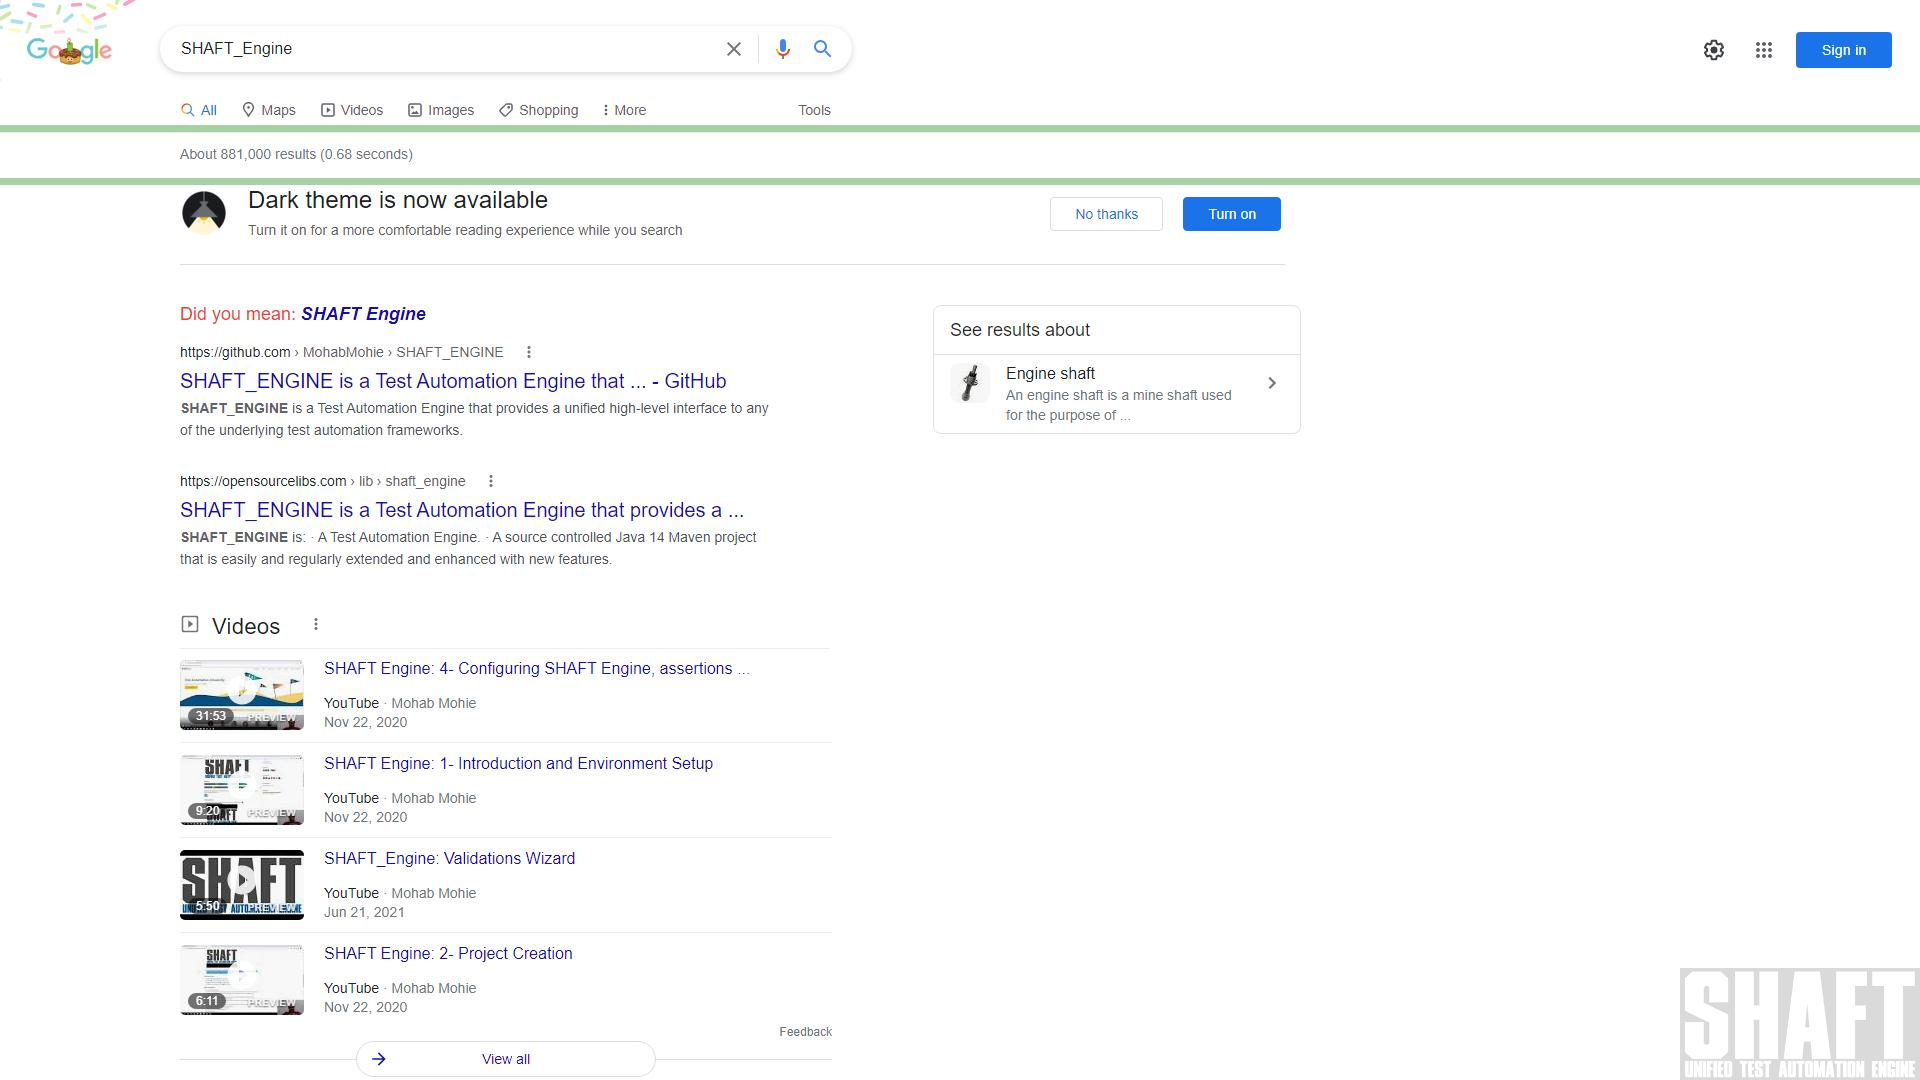 Google
SHAFT_Engine
Sign in
All
Maps
Videos
Images
Shopping
More
Tools
About 881,000 results (0.68 seconds)
Dark theme is now available
Turn it on for a more comfortable reading experience while you search
No thanks
Turn on
Did you mean: SHAFT Engine
https://github.com › MohabMohie › SHAFT_ENGINE
SHAFT_ENGINE is a Test Automation Engine that ... - GitHub
SHAFT_ENGINE is a Test Automation Engine that provides a unified high-level interface to any
of the underlying test automation frameworks.
https://opensourcelibs.com › lib › shaft_engine
SHAFT_ENGINE is a Test Automation Engine that provides a ...
SHAFT_ENGINE is: · A Test Automation Engine. · A source controlled Java 14 Maven project
that is easily and regularly extended and enhanced with new features.
See results about
Engine shaft
An engine shaft is a mine shaft used
for the purpose of ...
Videos
31:53
PREVIEW
SHAFT Engine: 4- Configuring SHAFT Engine, assertions ...
YouTube · Mohab Mohie
Nov 22, 2020
SHAFT
9:20
PREVIEW
SHAFT
SHAFT Engine: 1- Introduction and Environment Setup
YouTube · Mohab Mohie
Nov 22, 2020
SHAFT
5:50
PREVIEW
UNIFIED TEST AUTOMATION ENGINE
SHAFT_Engine: Validations Wizard
YouTube · Mohab Mohie
Jun 21, 2021
SHAFT
6:11
PREVIEW
SHAFT Engine: 2- Project Creation
YouTube · Mohab Mohie
Nov 22, 2020
Feedback
View all
SHAFT
UNIFIED TEST AUTOMATION ENGINE